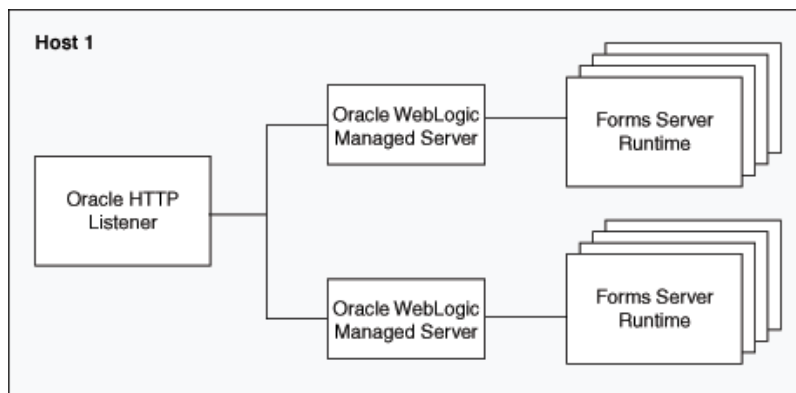 Host 1
Oracle HTTP
Listener
Oracle WebLogic
Managed Server
Forms Server
Runtime
Oracle WebLogic
Managed Server
Forms Server
Runtime